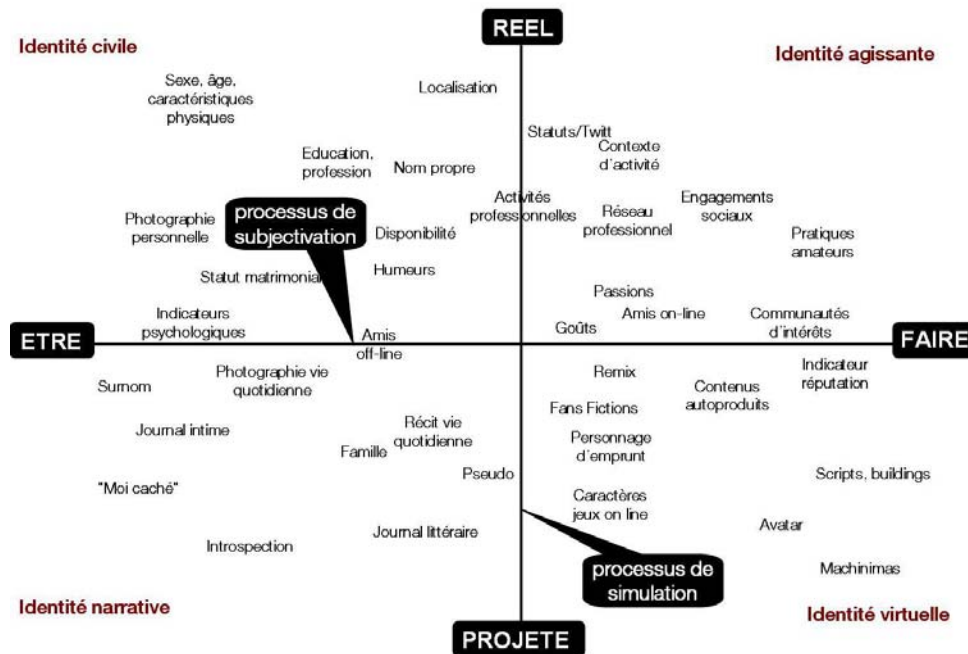 REEL
Identité civile
Identité agissante
Sexe, âge,
caractéristiques
physiques
Localisation
Statuts/Twitt
Contexte
d'activité
Education,
profession
Nom propre
Activités
professionnelles
Réseau
professionnel
Engagements
sociaux
Pratiques
amateurs
Photographie
personnelle
processus de
subjectivation
Disponibilité
Humeurs
Statut matrimonial
Passions
Indicateurs
psychologiques
Amis
off-line
Goûts
Amis on-line
Communautés
d'intérêts
ETRE
FAIRE
Surnom
Photographie vie
quotidienne
Remix
Contenus
autoproduits
Indicateur
réputation
Journal intime
Famille
Récit vie
quotidienne
Fans Fictions
Personnage
d'emprunt
"Moi caché"
Pseudo
Scripts, buildings
Caractères
jeux on line
Introspection
Journal littéraire
Avatar
processus de
simulation
Machinimas
Identité narrative
Identité virtuelle
PROJETE